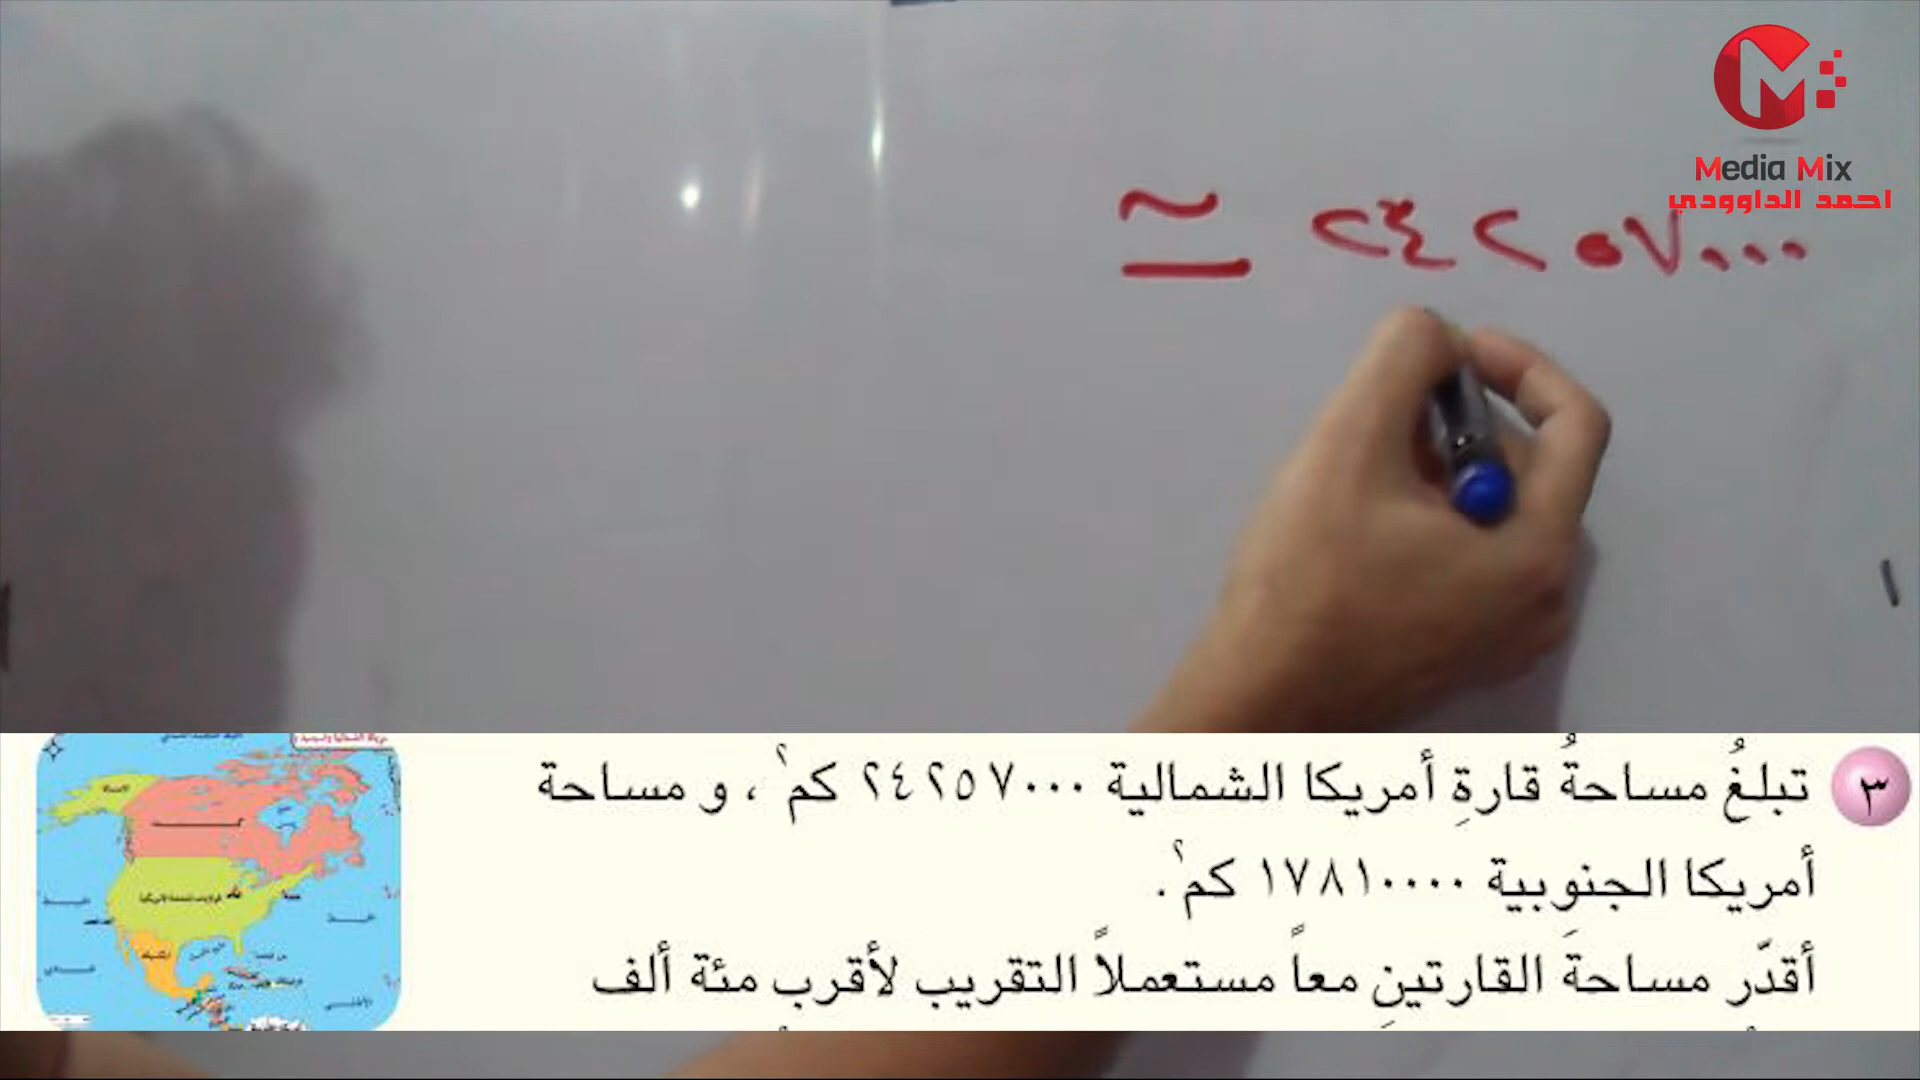 Media Mix
احمد الداوودي
≅ ٢٤٢٥٧٠٠٠
٣ تبلغُ مساحةُ قارةِ أمريكا الشمالية ٢٤٢٥٧٠٠٠ كم٢ ، و مساحة
أمريكا الجنوبية ١٧٨١٠٠٠٠ كم٢ .
أقدّر مساحةَ القارتينِ معاً مستعملاً التقريب لأقرب مئة ألف